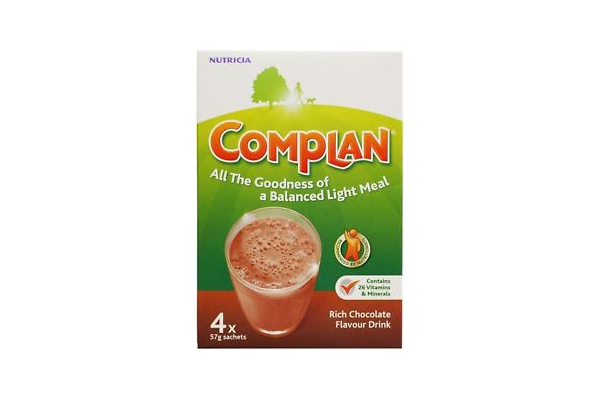 NUTRICIA
COMPLAN®
All The Goodness of
a Balanced Light Meal
Contains
26 Vitamins
& Minerals
Rich Chocolate
Flavour Drink
4x
57g sachets